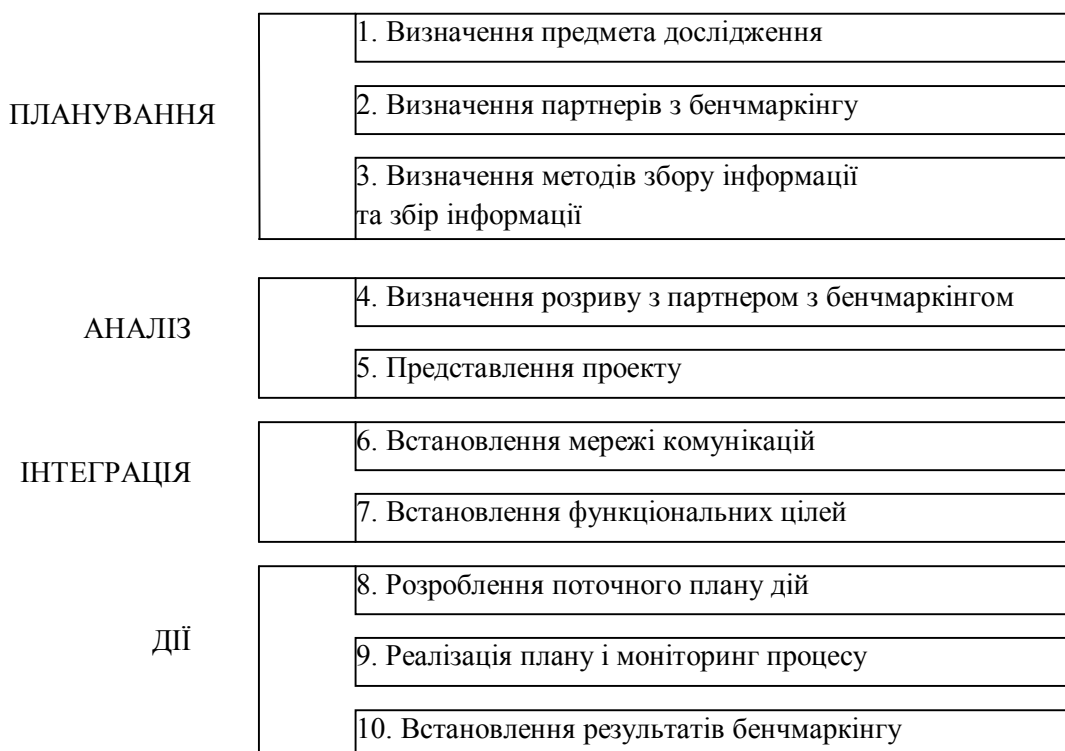 ПЛАНУВАННЯ
1. Визначення предмета дослідження
2. Визначення партнерів з бенчмаркінгу
3. Визначення методів збору інформації
та збір інформації
АНАЛІЗ
4. Визначення розриву з партнером з бенчмаркінгом
5. Представлення проекту
ІНТЕГРАЦІЯ
6. Встановлення мережі комунікацій
7. Встановлення функціональних цілей
ДІЇ
8. Розроблення поточного плану дій
9. Реалізація плану і моніторинг процесу
10. Встановлення результатів бенчмаркінгу